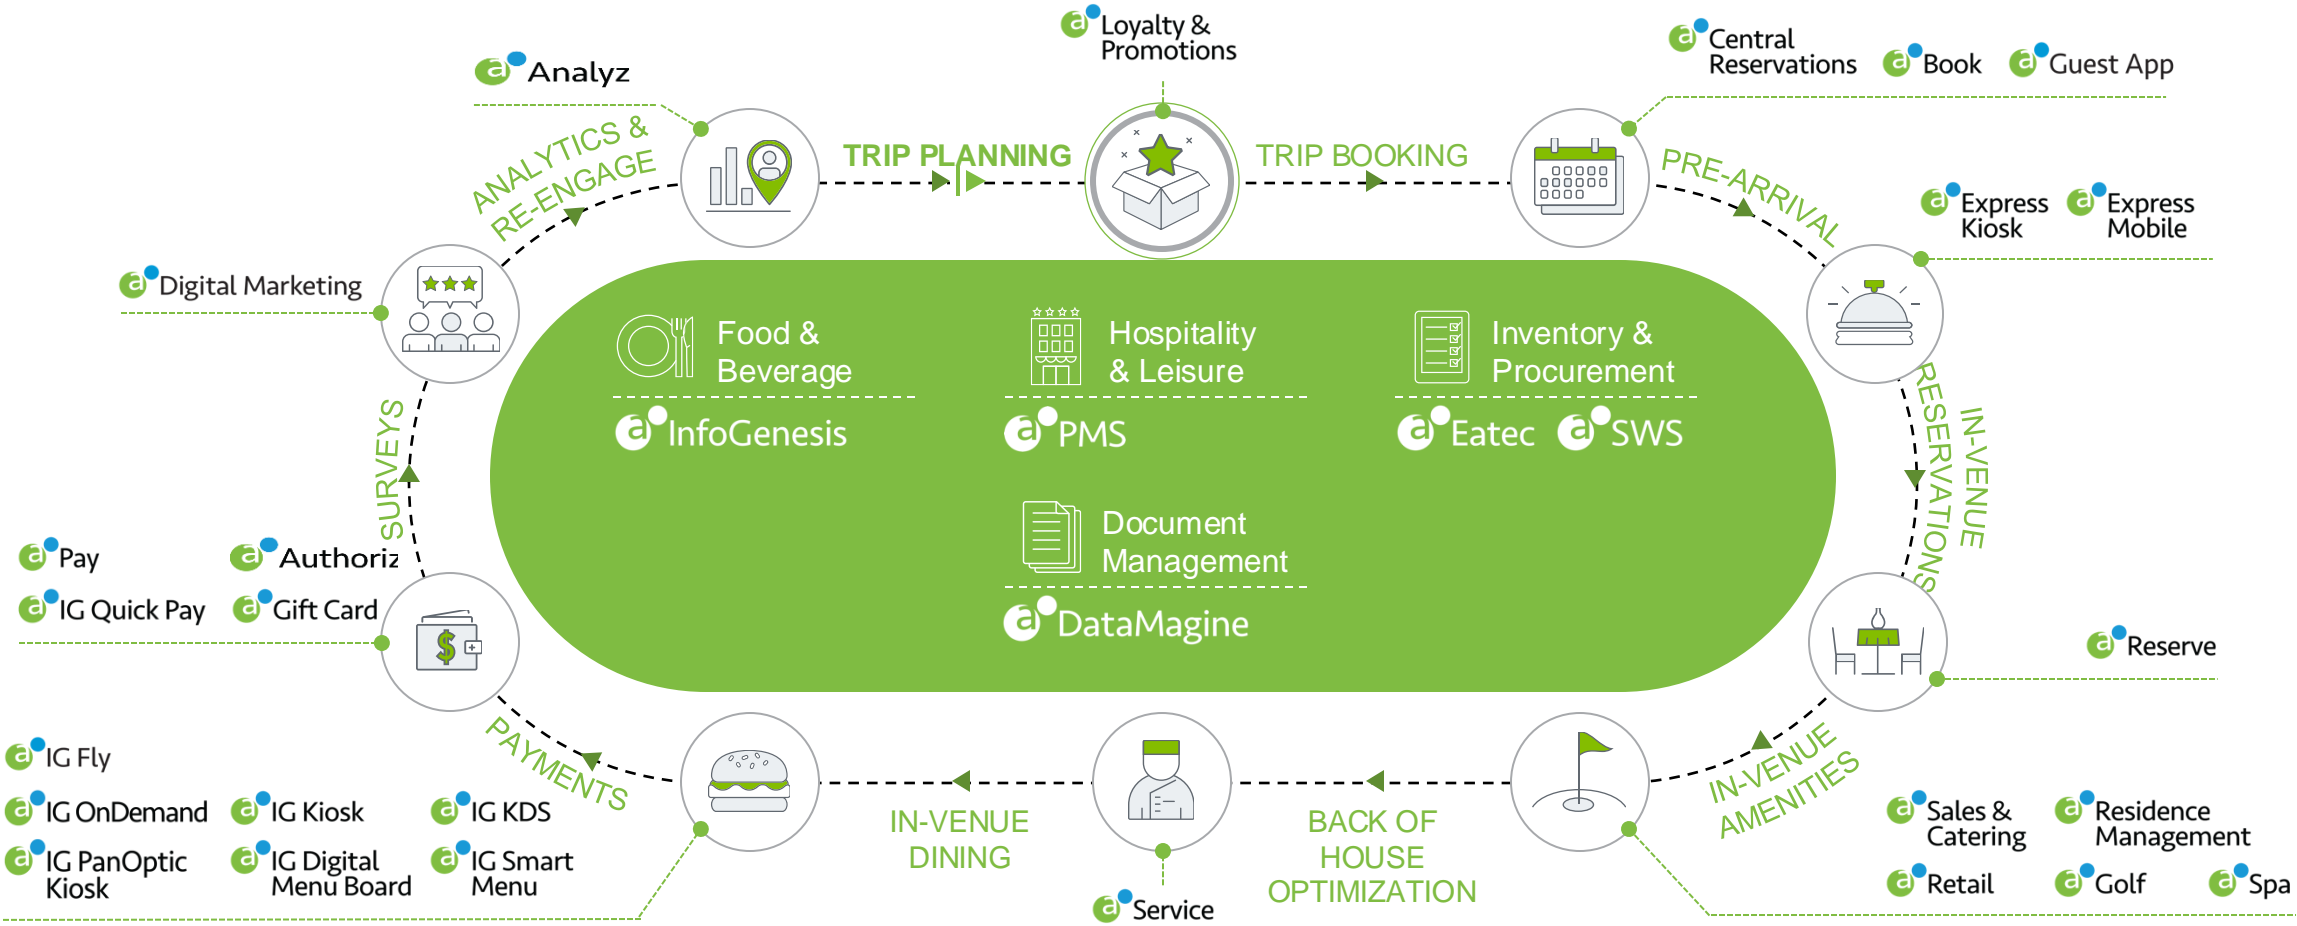 Loyalty &
Promotions
Central
Reservations
Book
Guest App
Analyz
ANALYTICS &
RE-ENGAGE
TRIP PLANNING
TRIP BOOKING
PRE-ARRIVAL
Express
Kiosk
Express
Mobile
Digital Marketing
Food &
Beverage
a InfoGenesis
Hospitality
& Leisure
a PMS
Inventory &
Procurement
a Eatec
a SWS
IN-VENUE
RESERVATIONS
SURVEYS
Document
Management
a DataMagine
a Pay
a Authoriz
a IG Quick Pay
a Gift Card
a Reserve
PAYMENTS
IN-VENUE
AMENITIES
a IG Fly
a IG OnDemand
a IG Kiosk
a IG KDS
a IG PanOptic
Kiosk
a IG Digital
Menu Board
a IG Smart
Menu
IN-VENUE
DINING
BACK OF
HOUSE
OPTIMIZATION
a Service
a Sales &
Catering
a Residence
Management
a Retail
a Golf
a Spa